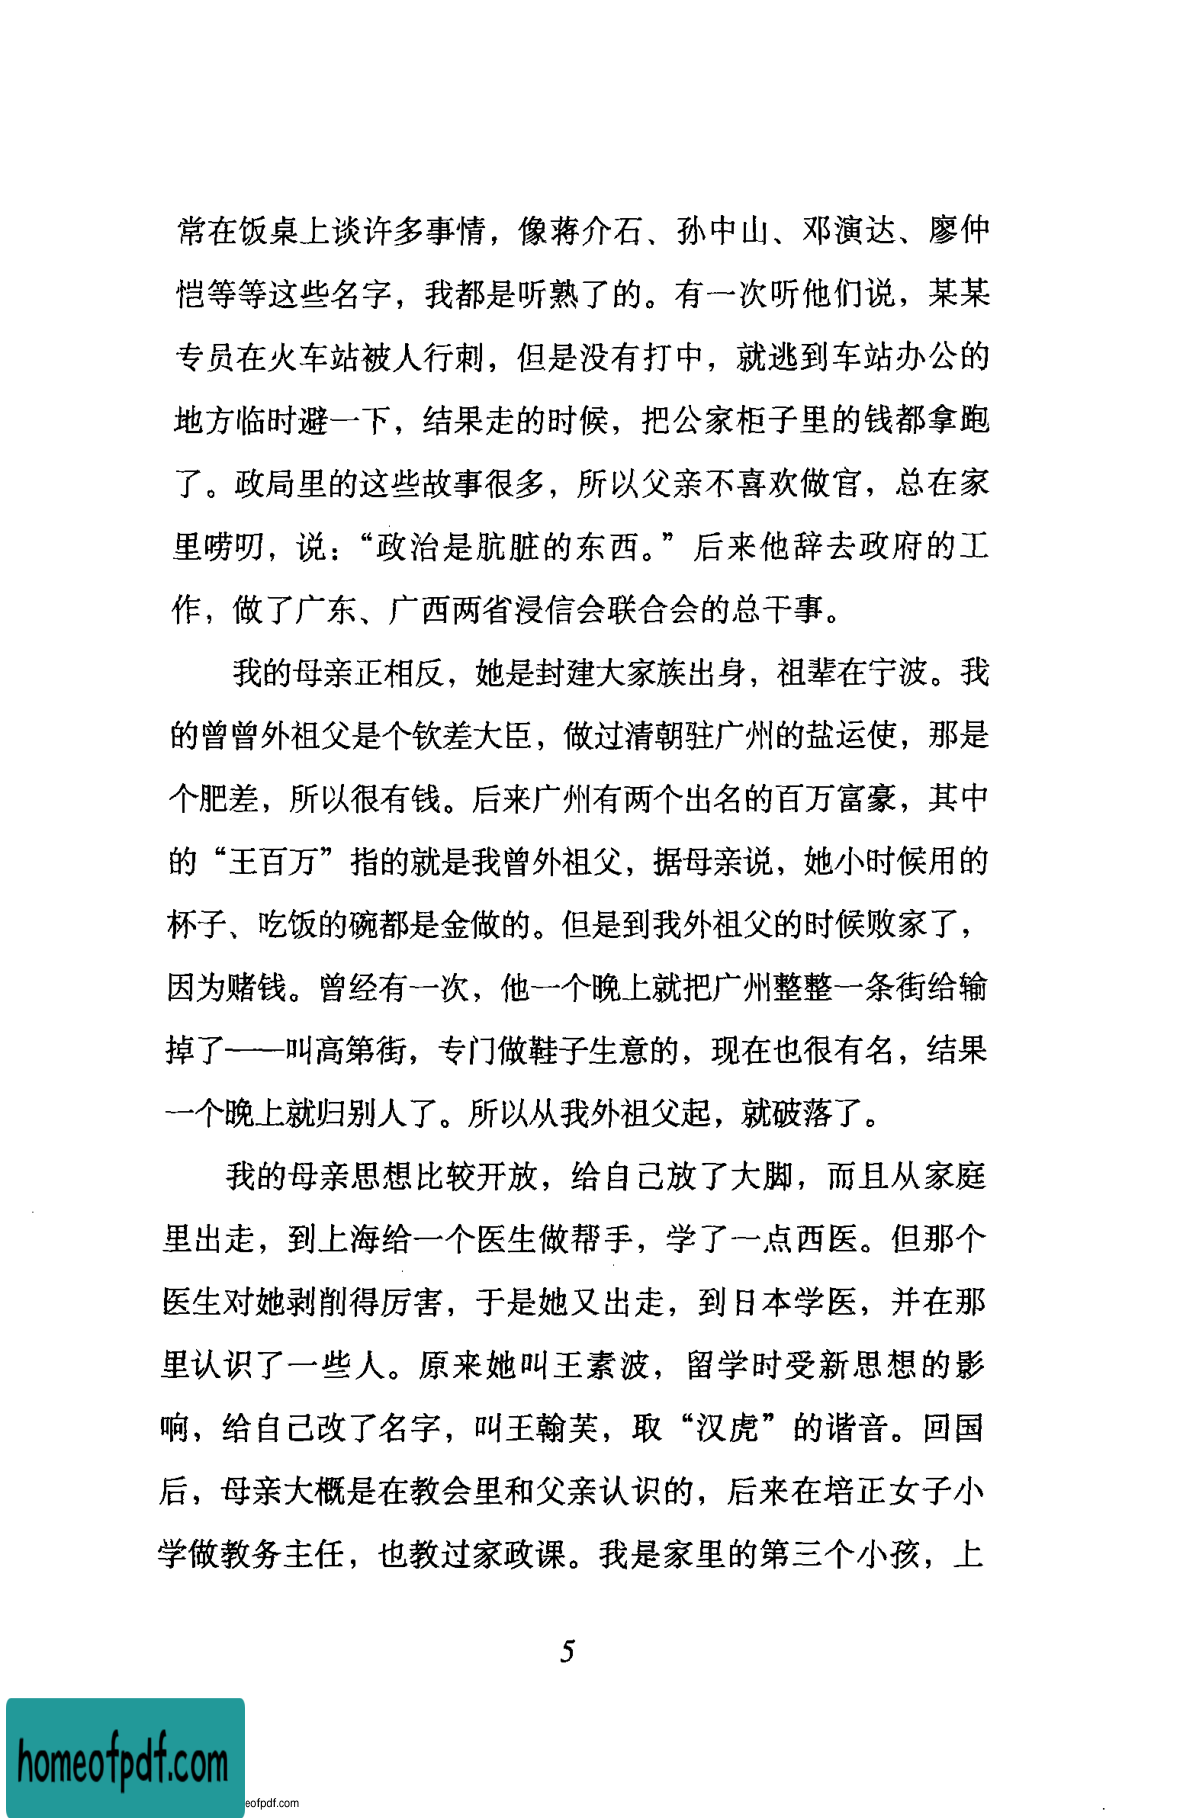 常在饭桌上谈许多事情，像蒋介石、孙中山、邓演达、廖仲
恺等等这些名字，我都是听熟了的。有一次听他们说，某某
专员在火车站被人行刺，但是没有打中，就逃到车站办公的
地方临时避一下，结果走的时候，把公家柜子里的钱都拿跑
了。政局里的这些故事很多，所以父亲不喜欢做官，总在家
里唠叨，说：“政治是肮脏的东西。”后来他辞去政府的工
作，做了广东、广西两省浸信会联合会的总干事。
我的母亲正相反，她是封建大家族出身，祖辈在宁波。我
的曾曾外祖父是个钦差大臣，做过清朝驻广州的盐运使，那是
个肥差，所以很有钱。后来广州有两个出名的百万富豪，其中
的“王百万”指的就是我曾外祖父，据母亲说，她小时候用的
杯子、吃饭的碗都是金做的。但是到我外祖父的时候败家了，
因为赌钱。曾经有一次，他一个晚上就把广州整整一条街给输
掉了——叫高第街，专门做鞋子生意的，现在也很有名，结果
一个晚上就归别人了。所以从我外祖父起，就破落了。
我的母亲思想比较开放，给自己放了大脚，而且从家庭
里出走，到上海给一个医生做帮手，学了一点西医。但那个
医生对她剥削得厉害，于是她又出走，到日本学医，并在那
里认识了一些人。原来她叫王素波，留学时受新思想的影
响，给自己改了名字，叫王翰芙，取“汉虎”的谐音。回国
后，母亲大概是在教会里和父亲认识的，后来在培正女子小
学做教务主任，也教过家政课。我是家里的第三个小孩，上
5
homeofpdf.com
eofpdf.com